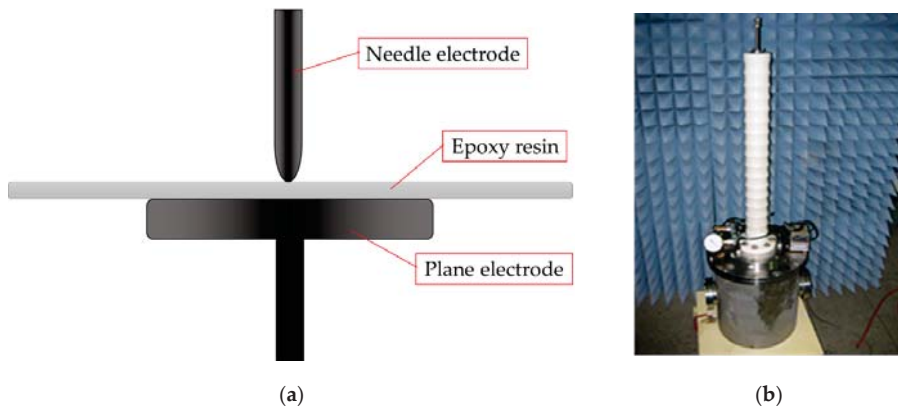 Needle electrode
Epoxy resin
Plane electrode
(a)
(b)